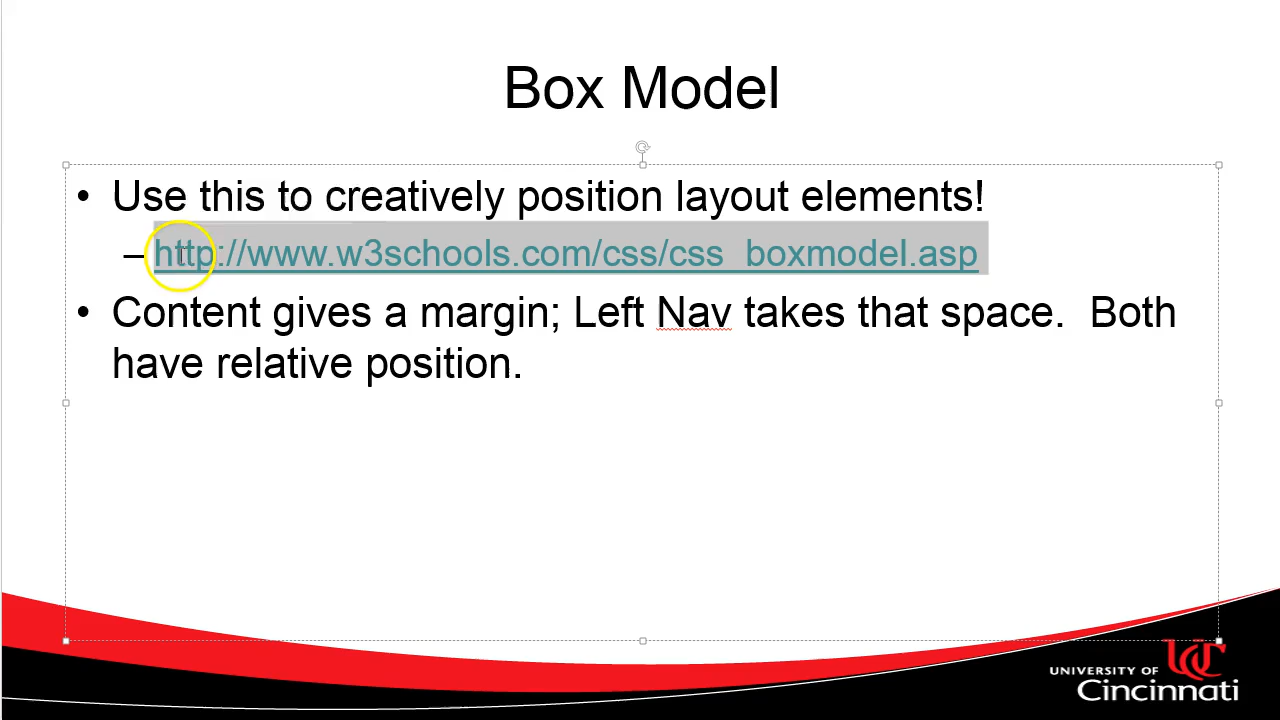 Box Model
• Use this to creatively position layout elements!
– http://www.w3schools.com/css/css_boxmodel.asp
• Content gives a margin; Left Nav takes that space.  Both
have relative position.
UNIVERSITY OF
Cincinnati